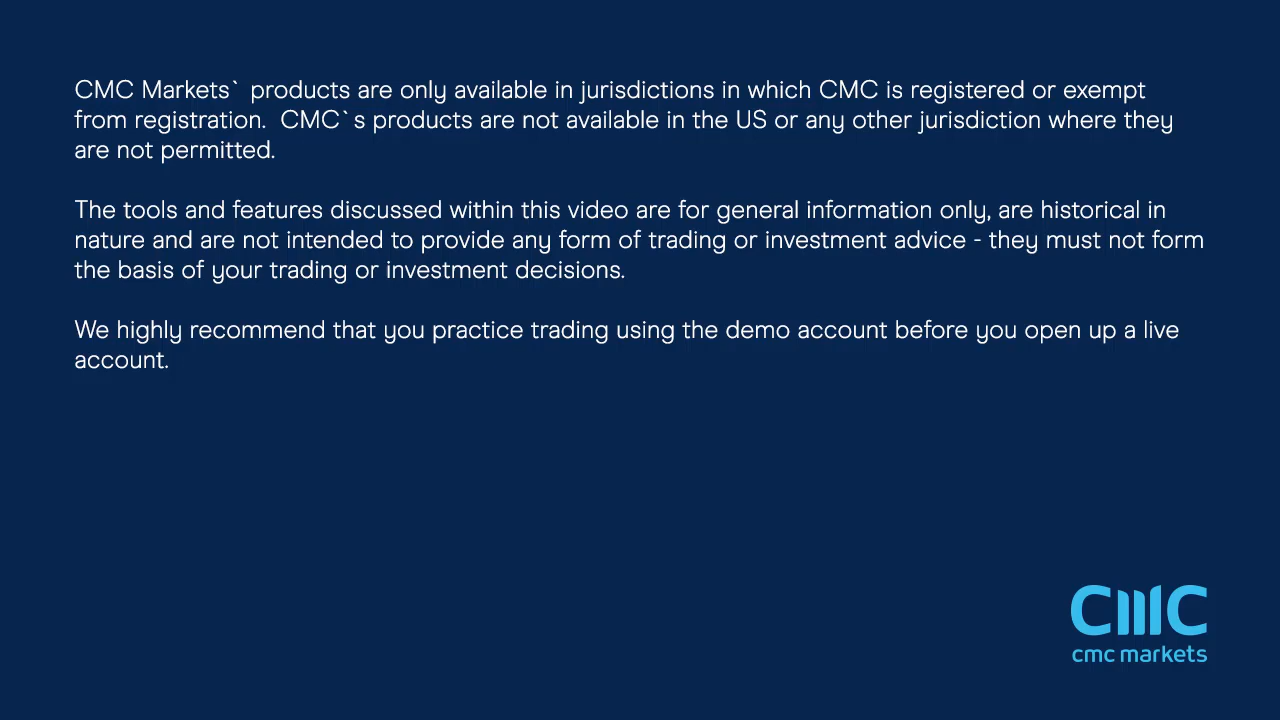 CMC Markets` products are only available in jurisdictions in which CMC is registered or exempt
from registration.  CMC`s products are not available in the US or any other jurisdiction where they
are not permitted.
The tools and features discussed within this video are for general information only, are historical in
nature and are not intended to provide any form of trading or investment advice - they must not form
the basis of your trading or investment decisions.
We highly recommend that you practice trading using the demo account before you open up a live
account.
CMC
cmc markets